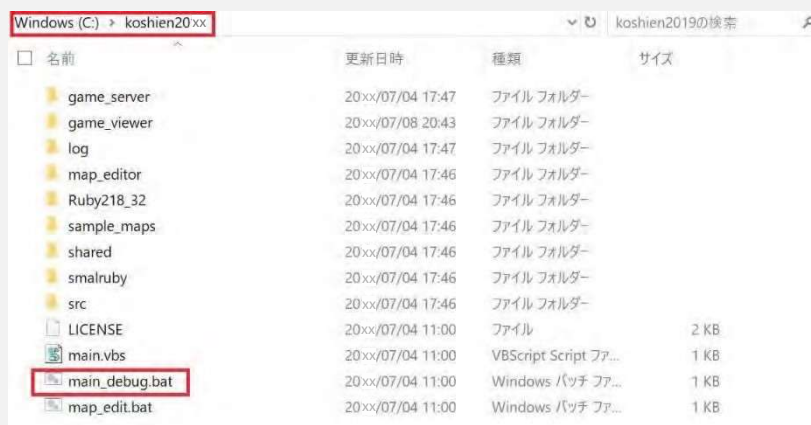 Windows (C:) > koshien20xx koshien2019の検索
名前 更新日時 種類 サイズ
game_server 20xx/07/04 17:47 ファイル フォルダー
game_viewer 20xx/07/08 20:43 ファイル フォルダー
log 20xx/07/04 17:47 ファイル フォルダー
map_editor 20xx/07/04 17:46 ファイル フォルダー
Ruby218_32 20xx/07/04 17:46 ファイル フォルダー
sample_maps 20xx/07/04 17:46 ファイル フォルダー
shared 20xx/07/04 17:46 ファイル フォルダー
smalruby 20xx/07/04 17:46 ファイル フォルダー
src 20xx/07/04 17:46 ファイル フォルダー
LICENSE 20xx/07/04 11:00 ファイル 2 KB
main.vbs 20xx/07/04 11:00 VBScript Script ファ... 1 KB
main_debug.bat 20xx/07/04 11:00 Windows バッチ ファ... 1 KB
map_edit.bat 20xx/07/04 11:00 Windows バッチ ファ... 1 KB